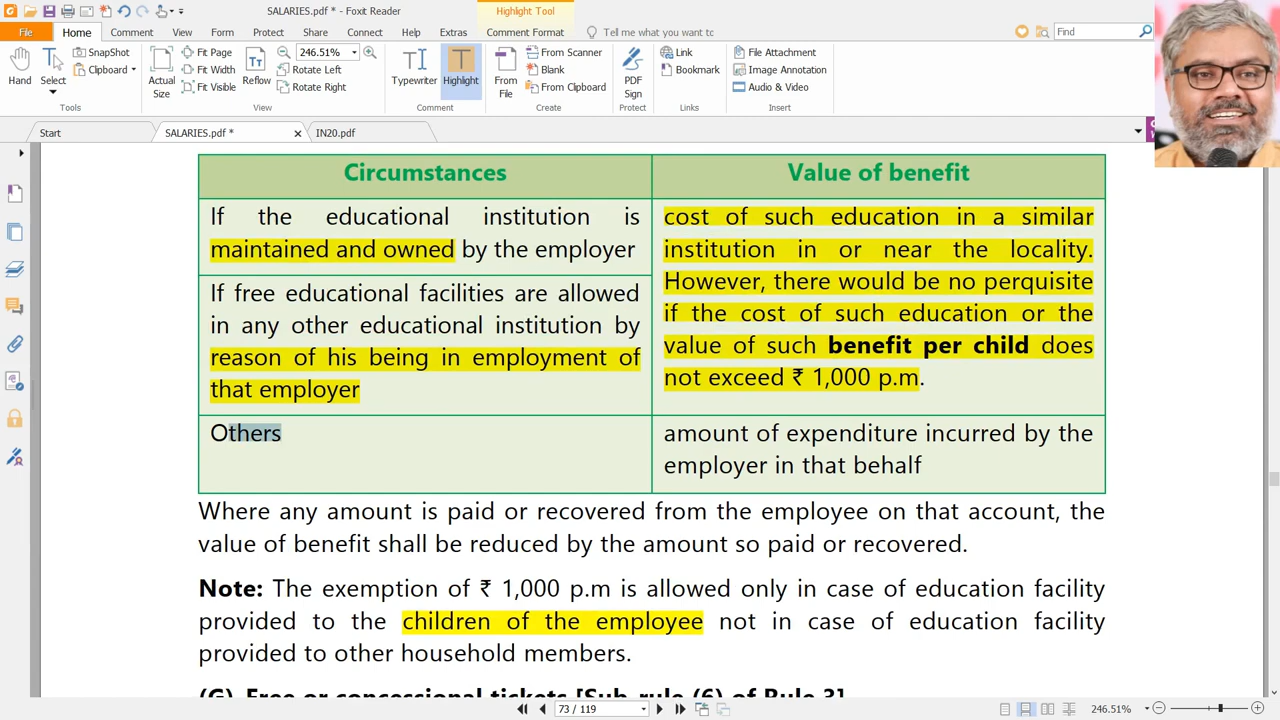 SALARIES.pdf * - Foxit Reader
Highlight Tool
File Home Comment View Form Protect Share Connect Help Extras Comment Format Tell me what you want tc Find
SnapShot
Clipboard
Hand Select Actual Size
Fit Page
Fit Width
Fit Visible
Reflow
246.51%
Rotate Left
Rotate Right
Typewriter Highlight From File
From Scanner
Blank
From Clipboard
PDF Sign
Link
Bookmark
File Attachment
Image Annotation
Audio & Video
Tools View Comment Create Protect Links Insert
Start SALARIES.pdf * IN20.pdf
Circumstances
Value of benefit
If the educational institution is
maintained and owned by the employer
If free educational facilities are allowed
in any other educational institution by
reason of his being in employment of
that employer
cost of such education in a similar
institution in or near the locality.
However, there would be no perquisite
if the cost of such education or the
value of such benefit per child does
not exceed ₹ 1,000 p.m.
Others
amount of expenditure incurred by the
employer in that behalf
Where any amount is paid or recovered from the employee on that account, the
value of benefit shall be reduced by the amount so paid or recovered.
Note: The exemption of ₹ 1,000 p.m is allowed only in case of education facility
provided to the children of the employee not in case of education facility
provided to other household members.
(G) Free or concessional tickets [Sub-rule (6) of Rule 3]
73 / 119
246.51%